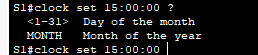 S1#clock set 15:00:00 ?
<1-31> Day of the month
MONTH Month of the year
S1#clock set 15:00:00